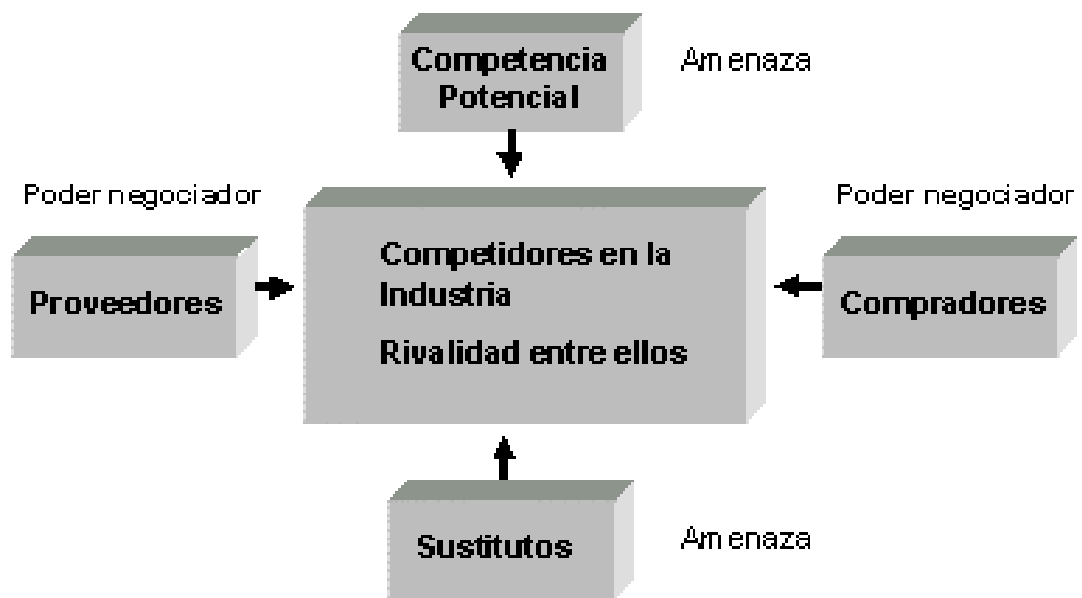 Competencia
Potencial
Amenaza
Poder negociador
Poder negociador
Proveedores
Competidores en la
Industria
Rivalidad entre ellos
Compradores
Sustitutos
Amenaza